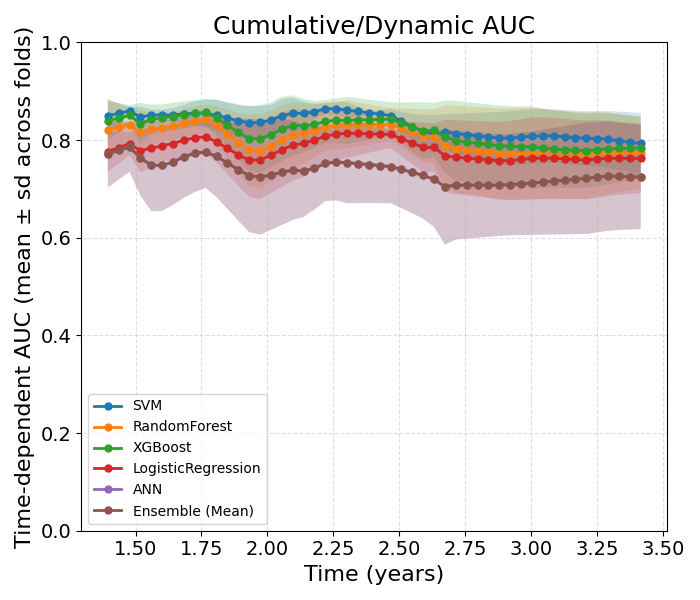 Cumulative/Dynamic AUC
Time-dependent AUC (mean ± sd across folds)
1.0
0.8
0.6
0.4
0.2
0.0
SVM
RandomForest
XGBoost
LogisticRegression
ANN
Ensemble (Mean)
1.50 1.75 2.00 2.25 2.50 2.75 3.00 3.25 3.50
Time (years)